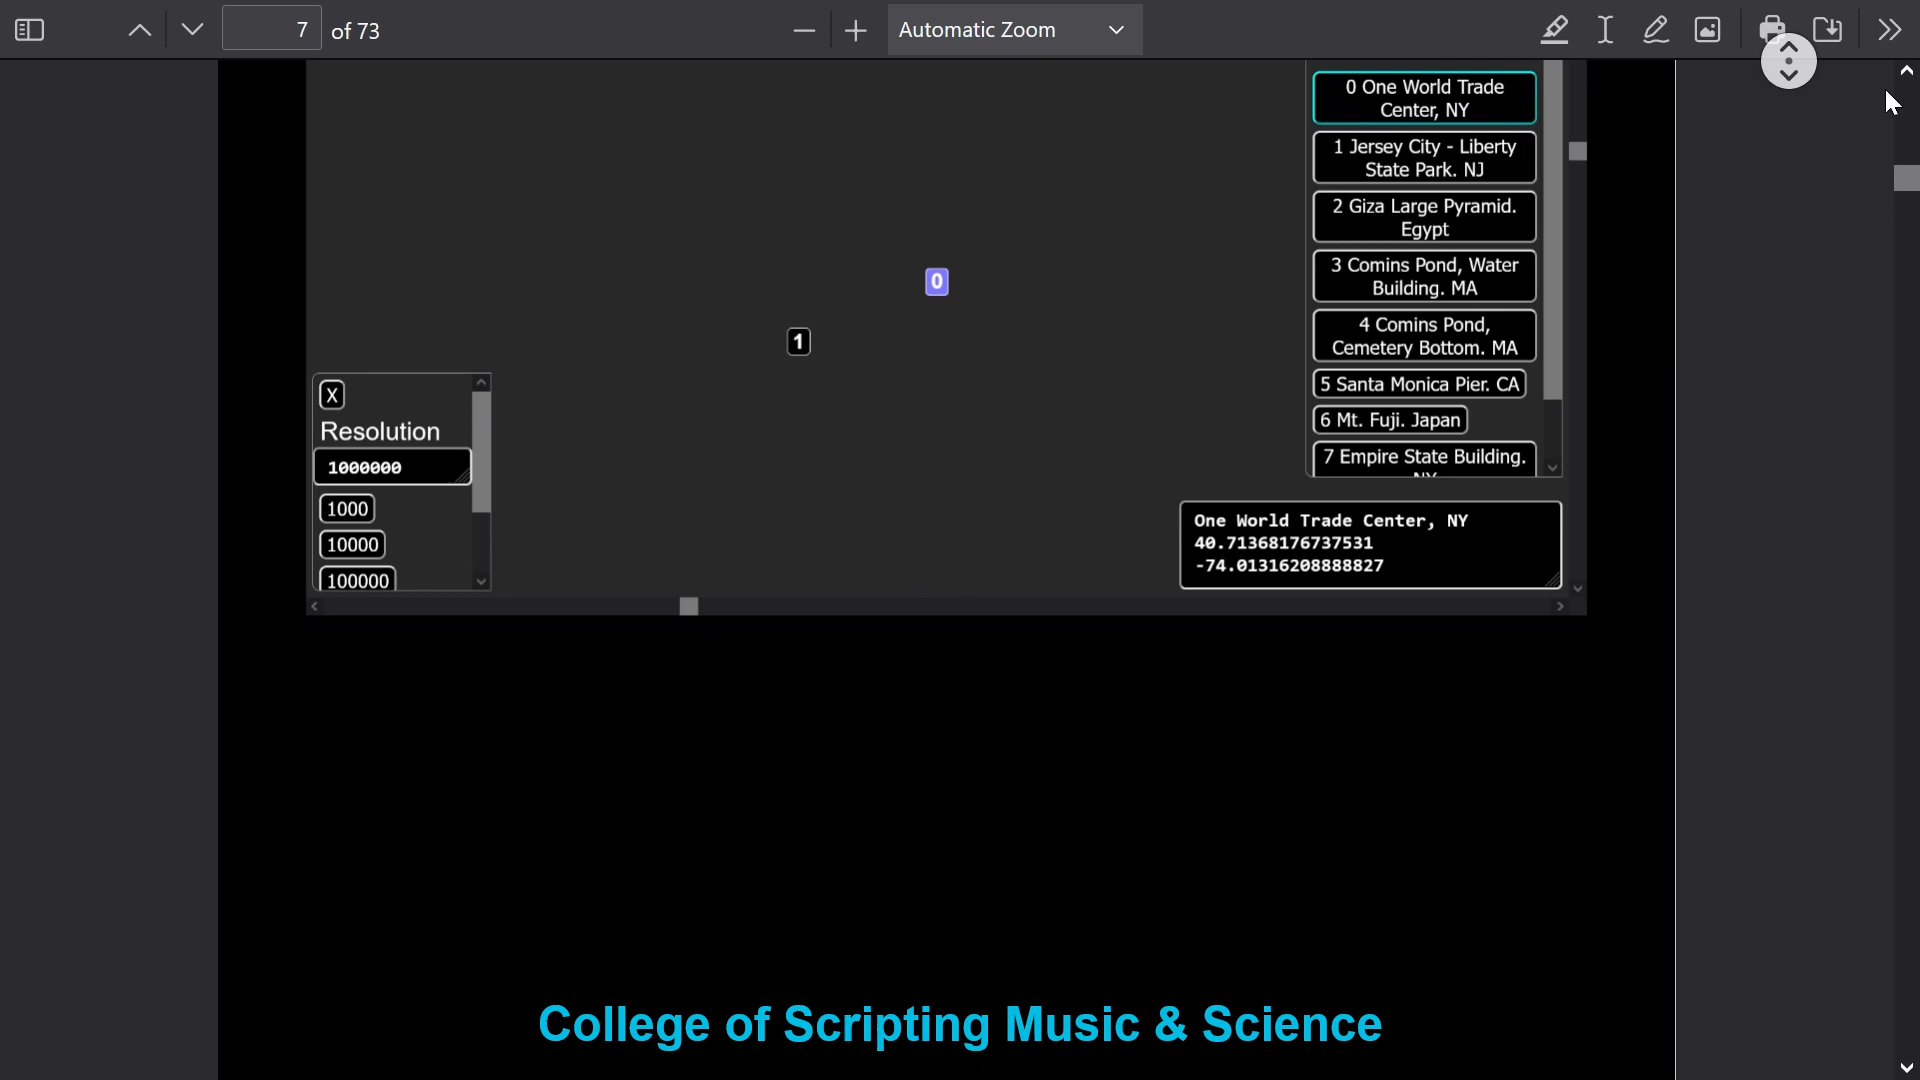 7 of 73
Automatic Zoom
0 One World Trade
Center, NY
1 Jersey City - Liberty
State Park. NJ
2 Giza Large Pyramid.
Egypt
3 Comins Pond, Water
Building. MA
4 Comins Pond,
Cemetery Bottom. MA
5 Santa Monica Pier. CA
6 Mt. Fuji. Japan
7 Empire State Building.
0
1
X
Resolution
1000000
1000
10000
100000
One World Trade Center, NY
40.71368176737531
-74.01316208888827
College of Scripting Music & Science